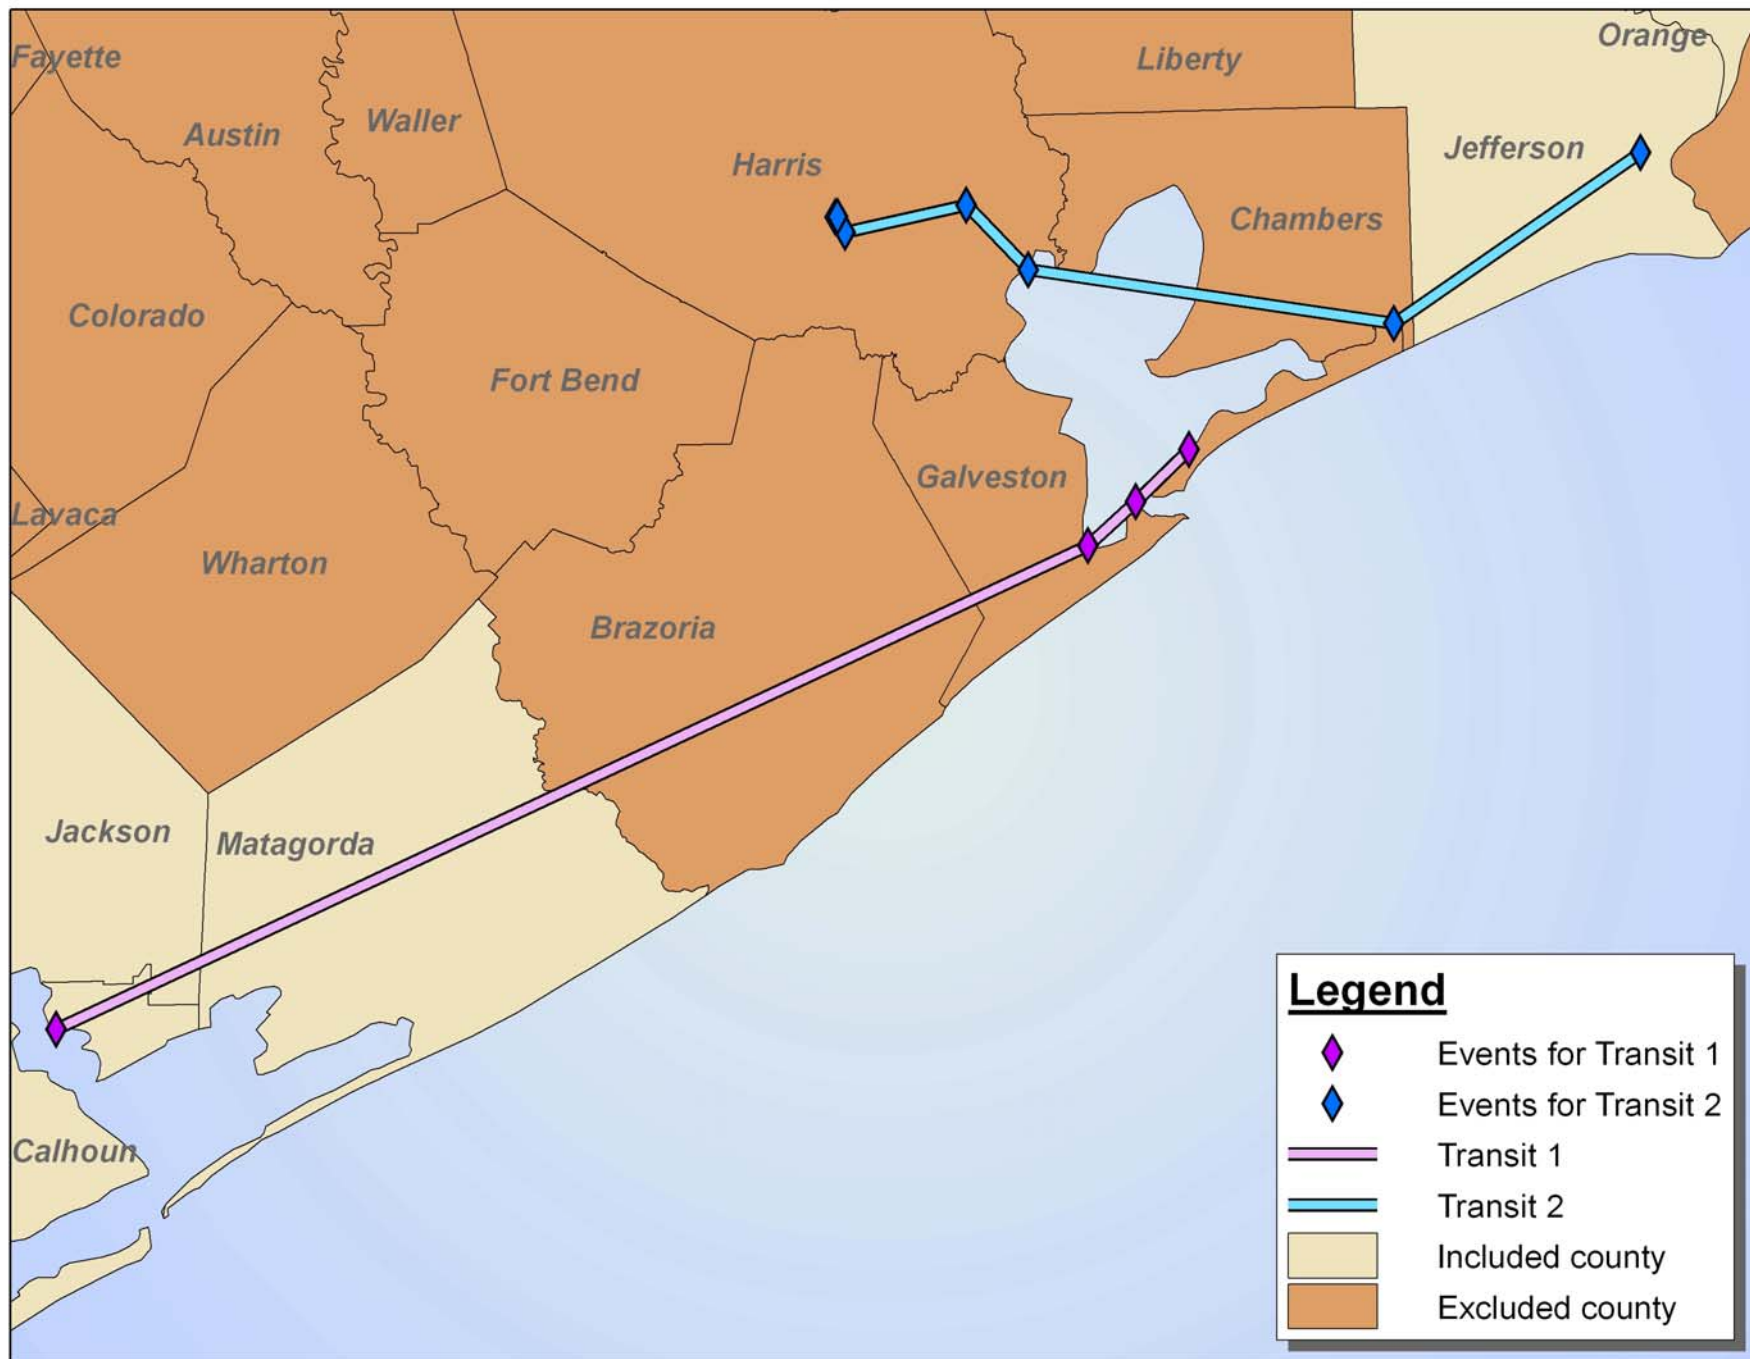 Fayette
Liberty
Orange
Austin
Waller
Harris
Jefferson
Chambers
Colorado
Fort Bend
Galveston
Lavaca
Wharton
Brazoria
Jackson
Matagorda
Calhoun
Legend
Events for Transit 1
Events for Transit 2
Transit 1
Transit 2
Included county
Excluded county